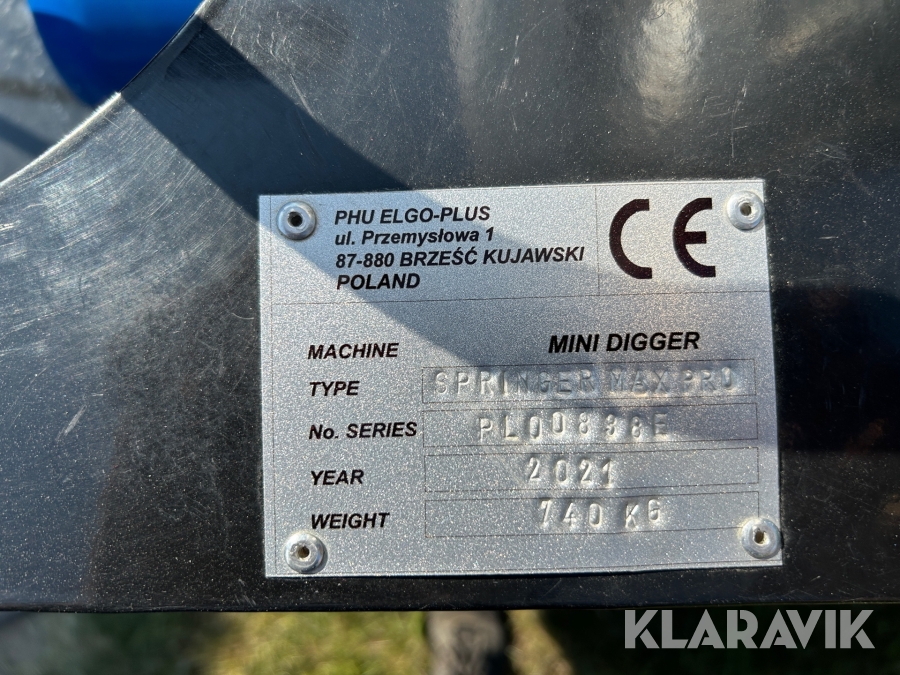 PHU ELGO-PLUS
ul. Przemysłowa 1
87-880 BRZEŚĆ KUJAWSKI
POLAND
CE
MACHINE MINI DIGGER
TYPE SPRINGER MAX PRO
No. SERIES PL00838E
YEAR 2021
WEIGHT 740 KG
KLARAVIK